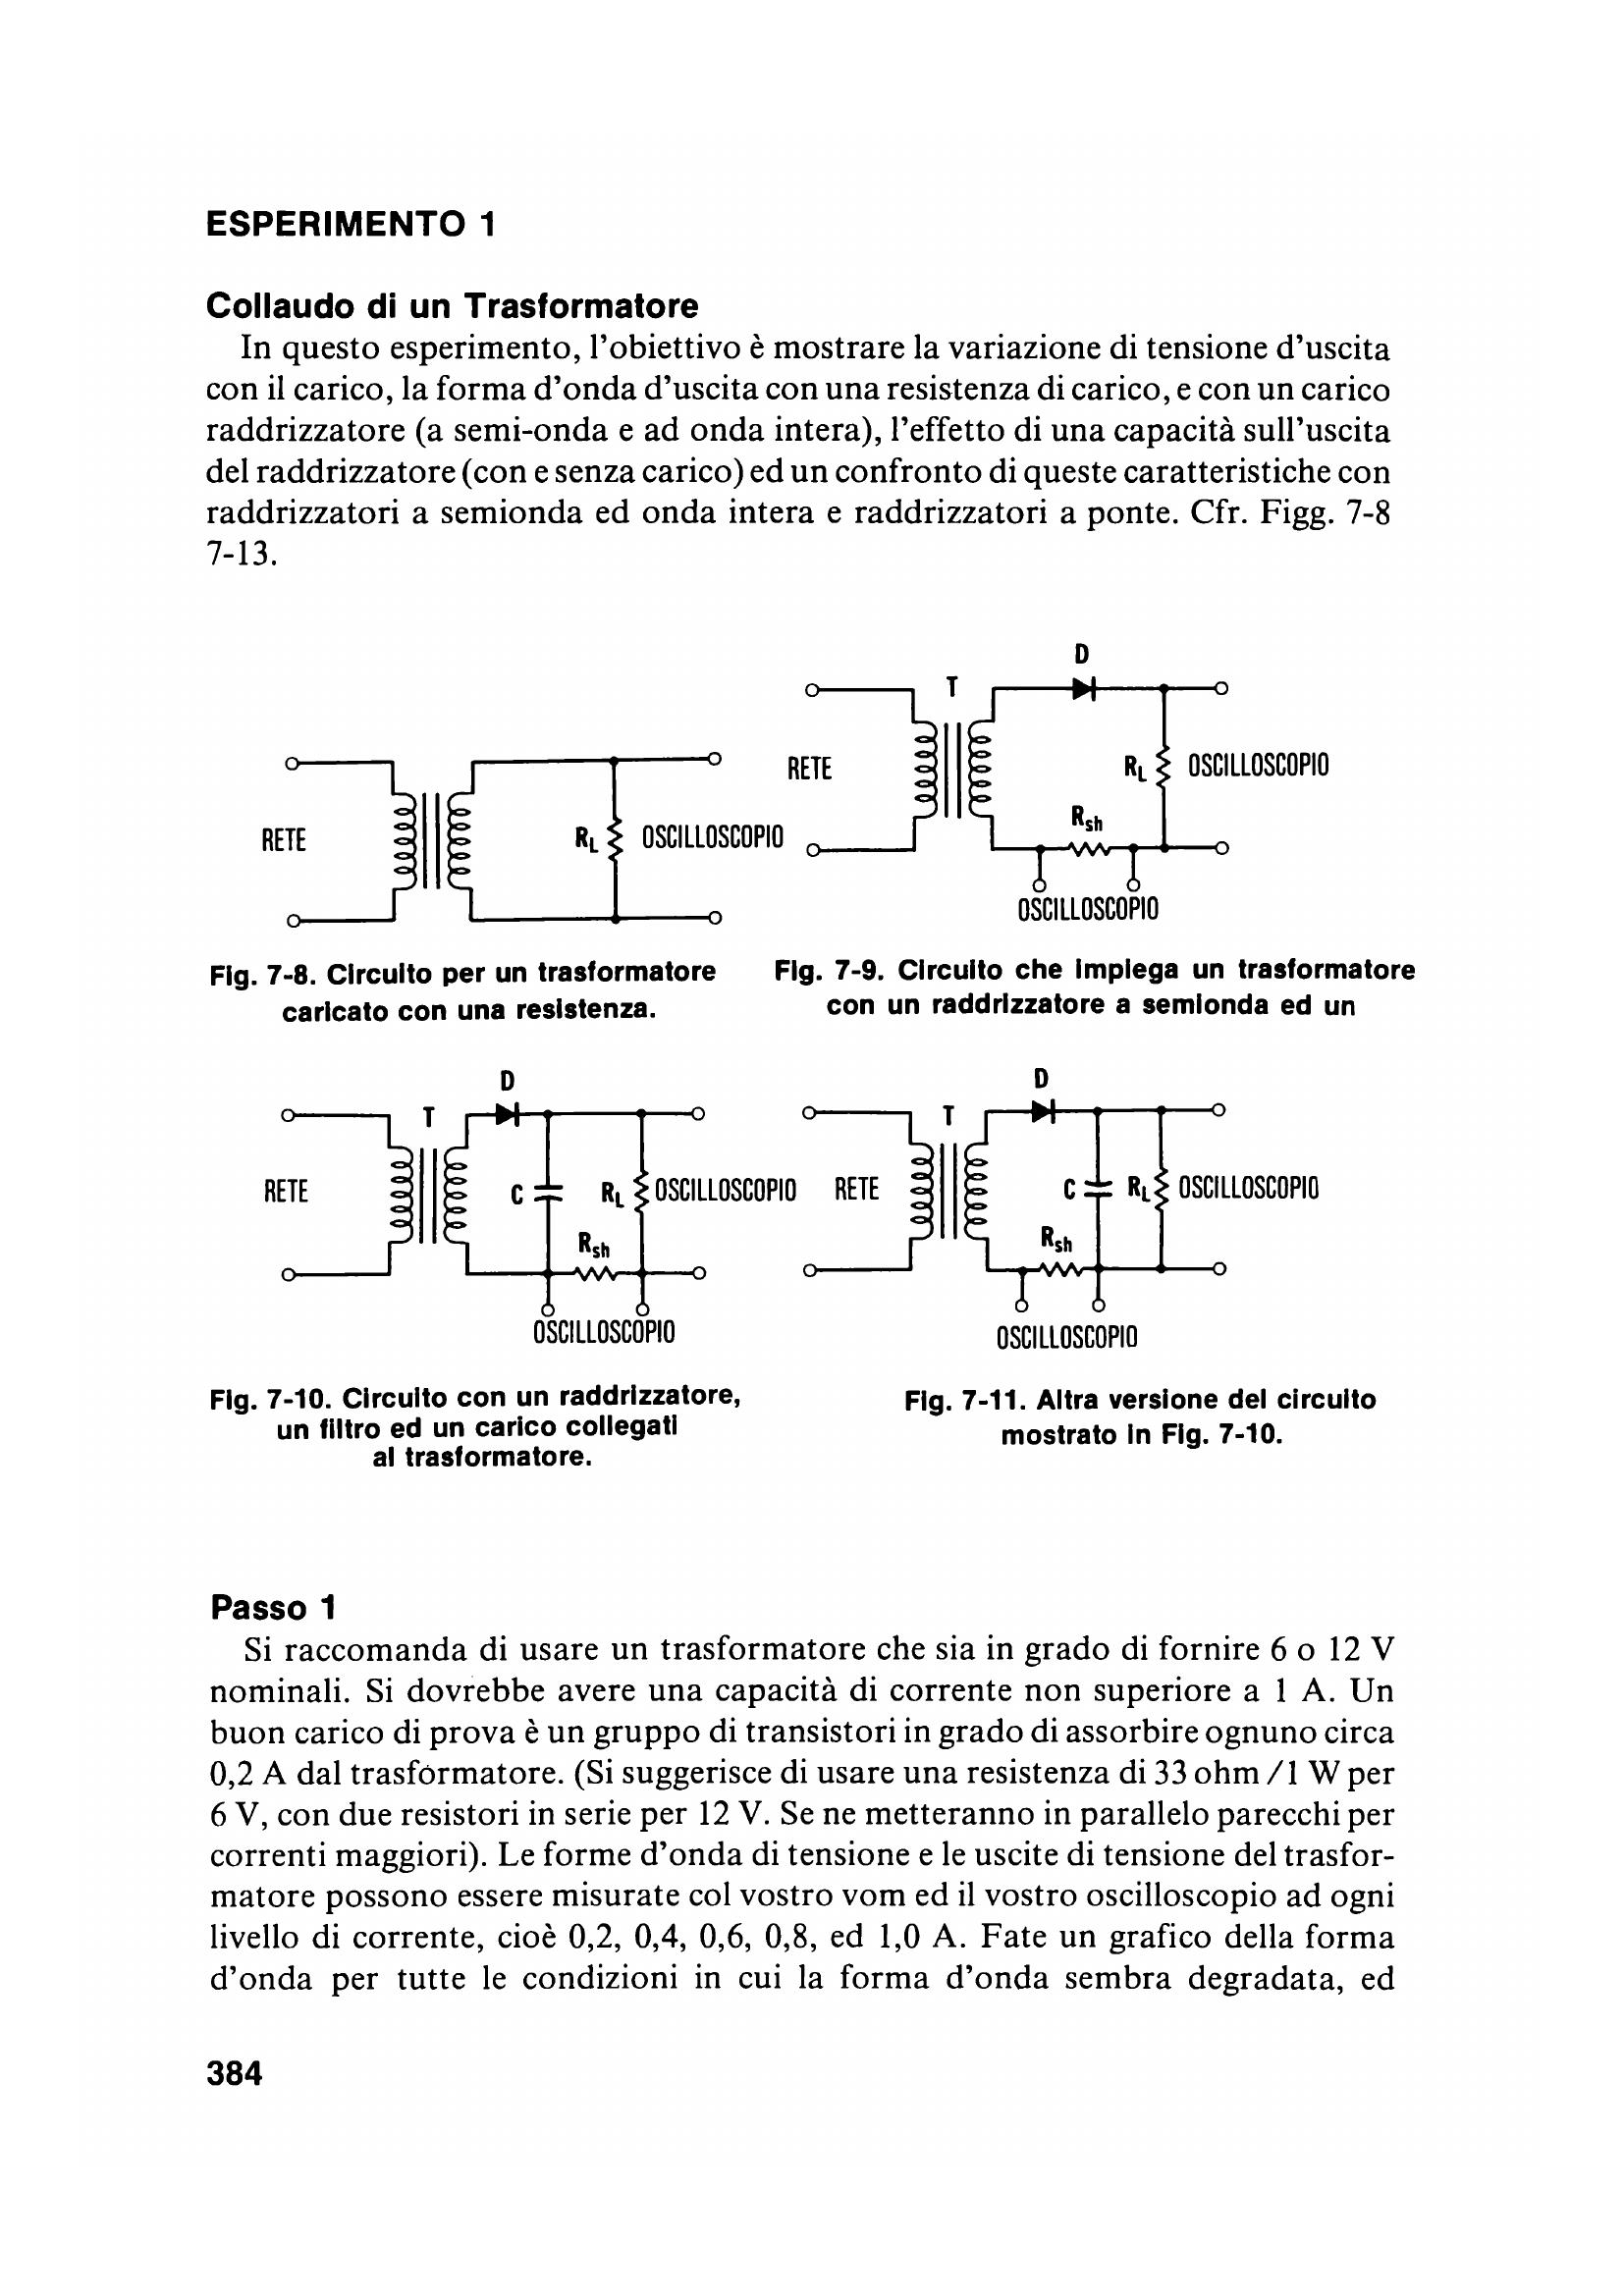 ESPERIMENTO 1
Collaudo di un Trasformatore
In questo esperimento, l'obiettivo è mostrare la variazione di tensione d'uscita
con il carico, la forma d'onda d'uscita con una resistenza di carico, e con un carico
raddrizzatore (a semi-onda e ad onda intera), l'effetto di una capacità sull'uscita
del raddrizzatore (con e senza carico) ed un confronto di queste caratteristiche con
raddrizzatori a semionda ed onda intera e raddrizzatori a ponte. Cfr. Figg. 7-8
7-13.
RETE
RL
OSCILLOSCOPIO
Fig. 7-8. Circuito per un trasformatore
caricato con una resistenza.
D
T
RETE
RL
OSCILLOSCOPIO
Rsh
OSCILLOSCOPIO
Fig. 7-9. Circuito che impiega un trasformatore
con un raddrizzatore a semionda ed un
D
T
RETE
C
RL
OSCILLOSCOPIO
Rsh
OSCILLOSCOPIO
Fig. 7-10. Circuito con un raddrizzatore,
un filtro ed un carico collegati
al trasformatore.
D
T
RETE
C
RL
OSCILLOSCOPIO
Rsh
OSCILLOSCOPIO
Fig. 7-11. Altra versione del circuito
mostrato in Fig. 7-10.
Passo 1
Si raccomanda di usare un trasformatore che sia in grado di fornire 6 o 12 V
nominali. Si dovrebbe avere una capacità di corrente non superiore a 1 A. Un
buon carico di prova è un gruppo di transistori in grado di assorbire ognuno circa
0,2 A dal trasformatore. (Si suggerisce di usare una resistenza di 33 ohm /1 W per
6 V, con due resistori in serie per 12 V. Se ne metteranno in parallelo parecchi per
correnti maggiori). Le forme d'onda di tensione e le uscite di tensione del trasfor-
matore possono essere misurate col vostro vom ed il vostro oscilloscopio ad ogni
livello di corrente, cioè 0,2, 0,4, 0,6, 0,8, ed 1,0 A. Fate un grafico della forma
d'onda per tutte le condizioni in cui la forma d'onda sembra degradata, ed
384